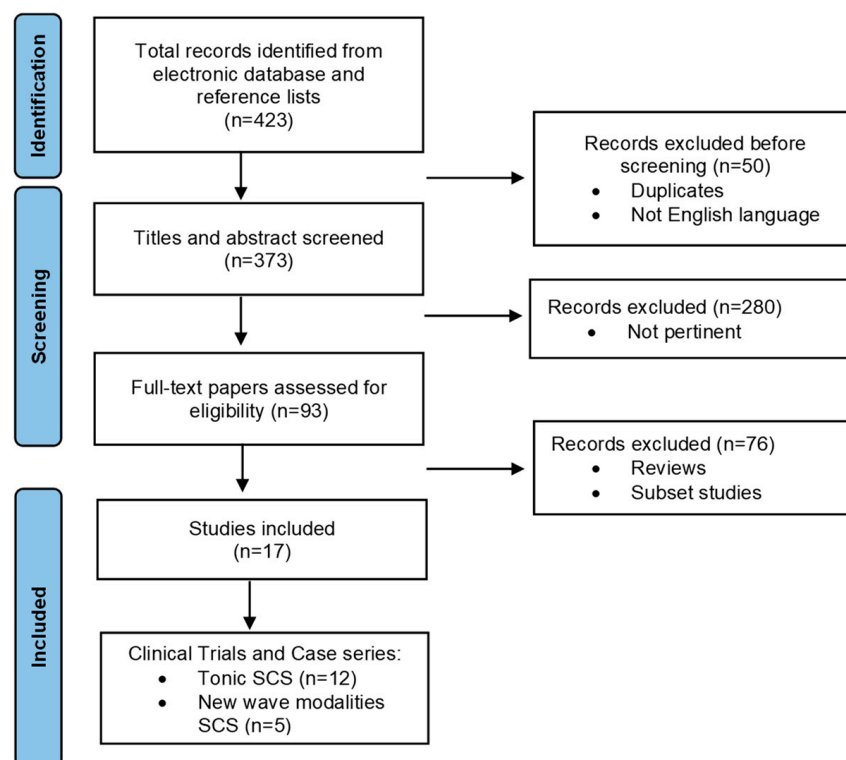 Identification
Total records identified from
electronic database and
reference lists
(n=423)
Records excluded before
screening (n=50)
• Duplicates
• Not English language
Screening
Titles and abstract screened
(n=373)
Records excluded (n=280)
• Not pertinent
Full-text papers assessed for
eligibility (n=93)
Records excluded (n=76)
• Reviews
• Subset studies
Included
Studies included
(n=17)
Clinical Trials and Case series:
• Tonic SCS (n=12)
• New wave modalities
SCS (n=5)